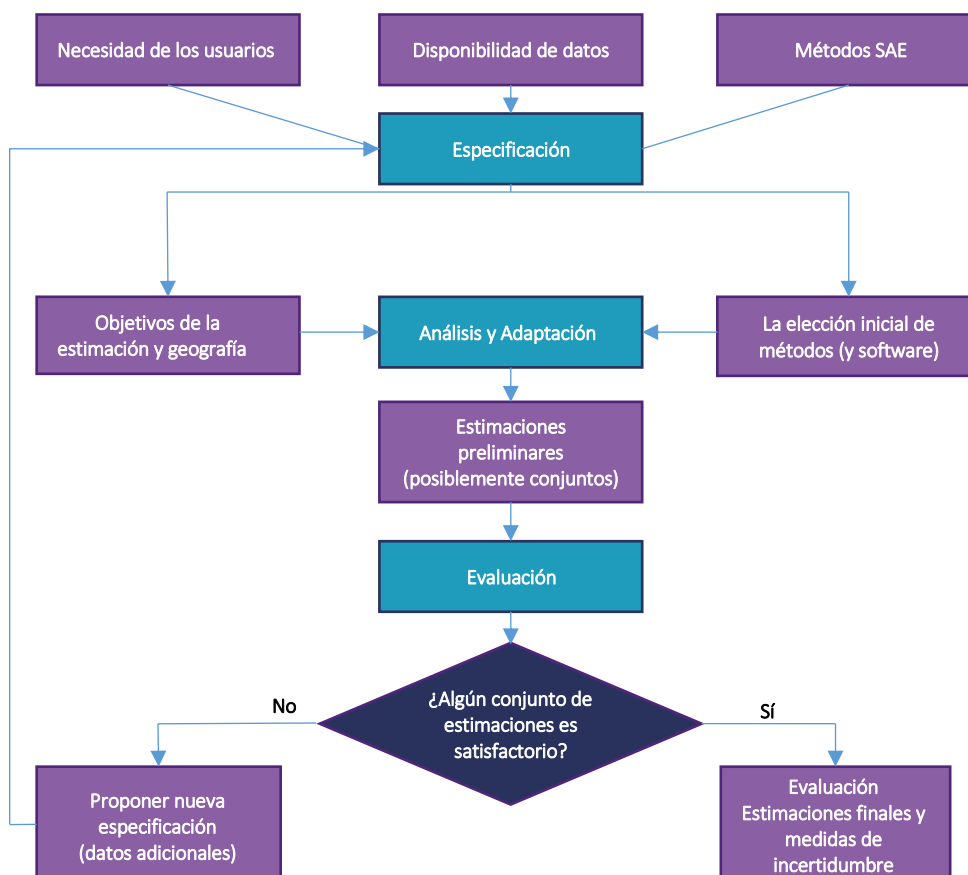 Necesidad de los usuarios
Disponibilidad de datos
Métodos SAE
Especificación
Objetivos de la
estimación y geografía
Análisis y Adaptación
La elección inicial de
métodos (y software)
Estimaciones
preliminares
(posiblemente conjuntos)
Evaluación
¿Algún conjunto de
estimaciones es
satisfactorio?
No
Sí
Proponer nueva
especificación
(datos adicionales)
Evaluación
Estimaciones finales y
medidas de
incertidumbre